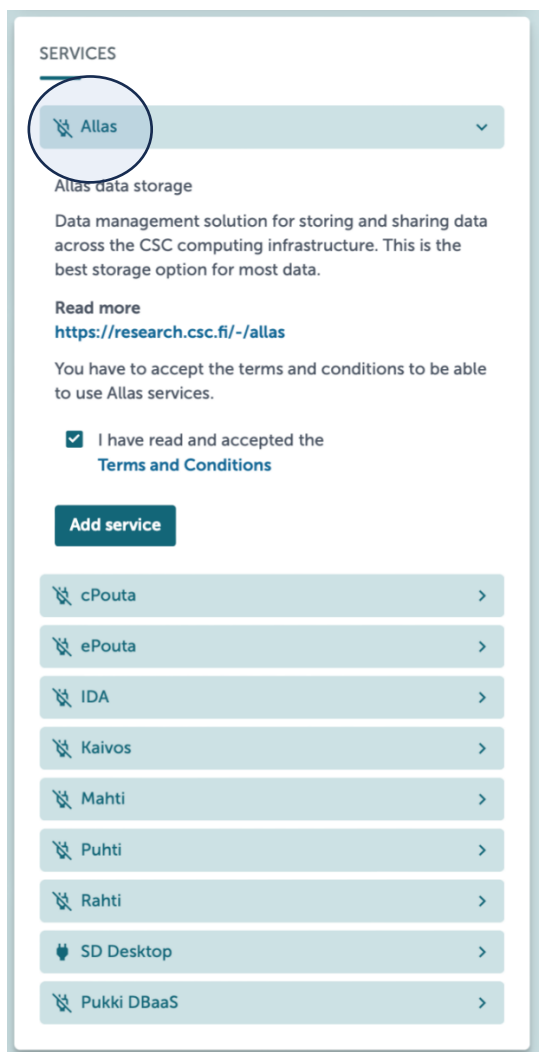 SERVICES
Allas
Allas data storage
Data management solution for storing and sharing data
across the CSC computing infrastructure. This is the
best storage option for most data.
Read more
https://research.csc.fi/-/allas
You have to accept the terms and conditions to be able
to use Allas services.
I have read and accepted the
Terms and Conditions
Add service
cPouta
ePouta
IDA
Kaivos
Mahti
Puhti
Rahti
SD Desktop
Pukki DBaaS